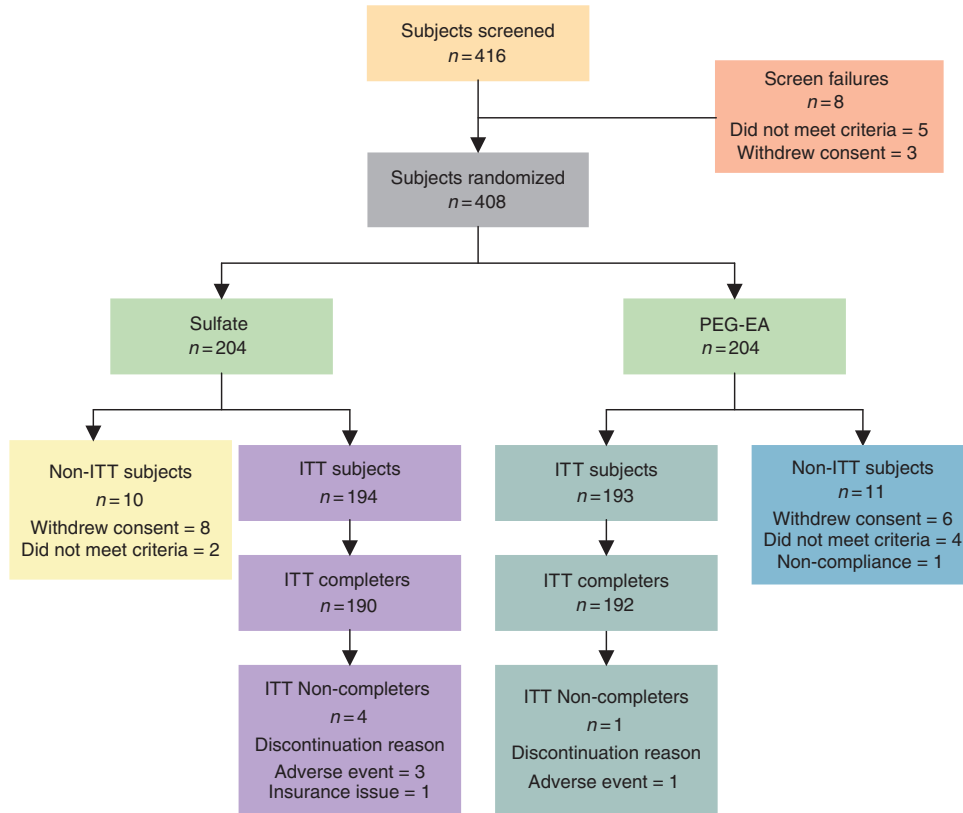 Subjects screened
n=416
Screen failures
n=8
Did not meet criteria = 5
Withdrew consent = 3
Subjects randomized
n=408
Sulfate
n=204
PEG-EA
n=204
Non-ITT subjects
n=10
Withdrew consent = 8
Did not meet criteria = 2
ITT subjects
n=194
ITT completers
n=190
ITT Non-completers
n=4
Discontinuation reason
Adverse event = 3
Insurance issue = 1
ITT subjects
n=193
ITT completers
n=192
ITT Non-completers
n=1
Discontinuation reason
Adverse event = 1
Non-ITT subjects
n=11
Withdrew consent = 6
Did not meet criteria = 4
Non-compliance = 1